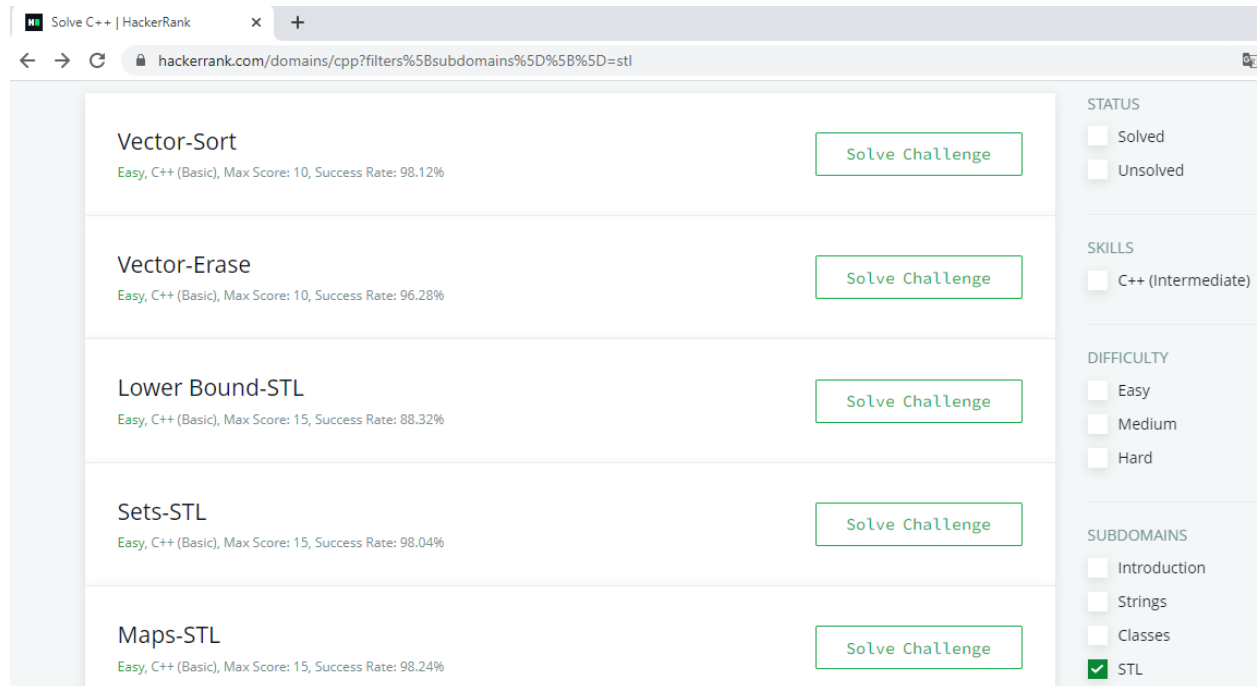 Solve C++ | HackerRank
hackerrank.com/domains/cpp?filters%5Bsubdomains%5D%5B%5D=stl
Vector-Sort
Easy, C++ (Basic), Max Score: 10, Success Rate: 98.12%
Solve Challenge
Vector-Erase
Easy, C++ (Basic), Max Score: 10, Success Rate: 96.28%
Solve Challenge
Lower Bound-STL
Easy, C++ (Basic), Max Score: 15, Success Rate: 88.32%
Solve Challenge
Sets-STL
Easy, C++ (Basic), Max Score: 15, Success Rate: 98.04%
Solve Challenge
Maps-STL
Easy, C++ (Basic), Max Score: 15, Success Rate: 98.24%
Solve Challenge
STATUS
Solved
Unsolved
SKILLS
C++ (Intermediate)
DIFFICULTY
Easy
Medium
Hard
SUBDOMAINS
Introduction
Strings
Classes
STL